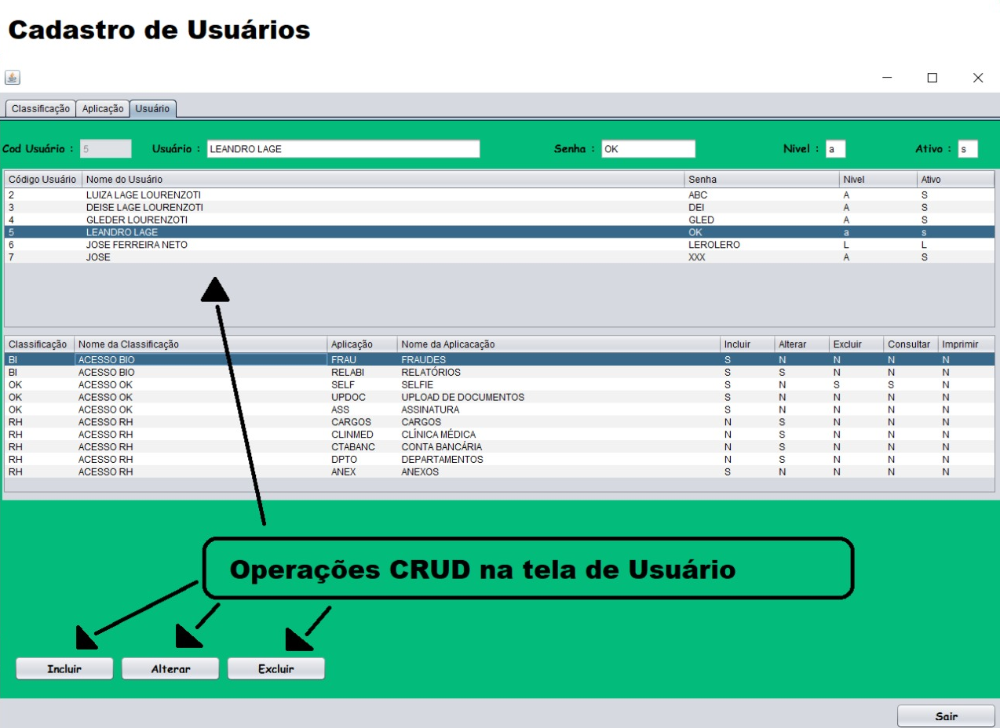 Cadastro de Usuários
Classificação Aplicação Usuário
Cod Usuário : 5 Usuário : LEANDRO LAGE Senha : OK Nivel : a Ativo : s
Código Usuário Nome do Usuário Senha Nivel Ativo
2 LUIZA LAGE LOURENZOTI ABC A S
3 DEISE LAGE LOURENZOTI DEI A S
4 GLEDER LOURENZOTI GLED A S
5 LEANDRO LAGE OK a s
6 JOSE FERREIRA NETO LEROLERO L L
7 JOSE XXX A S
Classificação Nome da Classificação Aplicação Nome da Aplicacação Incluir Alterar Excluir Consultar Imprimir
BI ACESSO BIO FRAU FRAUDES S N N N N
BI ACESSO BIO RELABI RELATÓRIOS S S N N N
OK ACESSO OK SELF SELFIE S N S S N
OK ACESSO OK UPDOC UPLOAD DE DOCUMENTOS S N N N N
OK ACESSO OK ASS ASSINATURA S N N N N
RH ACESSO RH CARGOS CARGOS N S N N N
RH ACESSO RH CLINMED CLÍNICA MÉDICA N S N N N
RH ACESSO RH CTABANC CONTA BANCÁRIA N S N N N
RH ACESSO RH DPTO DEPARTAMENTOS N S N N N
RH ACESSO RH ANEX ANEXOS S N N N N
Operações CRUD na tela de Usuário
Incluir Alterar Excluir
Sair